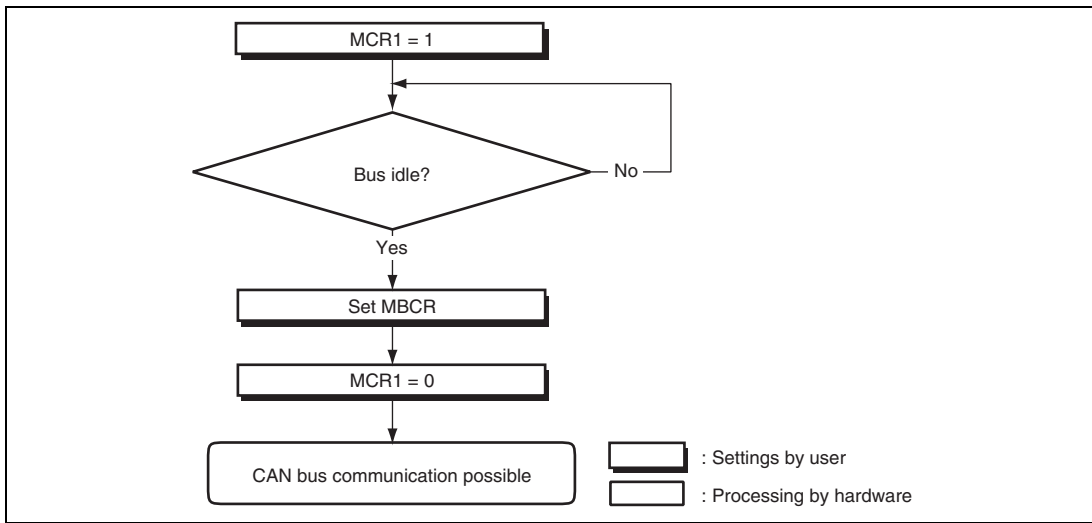 MCR1 = 1
Bus idle?
No
Yes
Set MBCR
MCR1 = 0
CAN bus communication possible
: Settings by user
: Processing by hardware